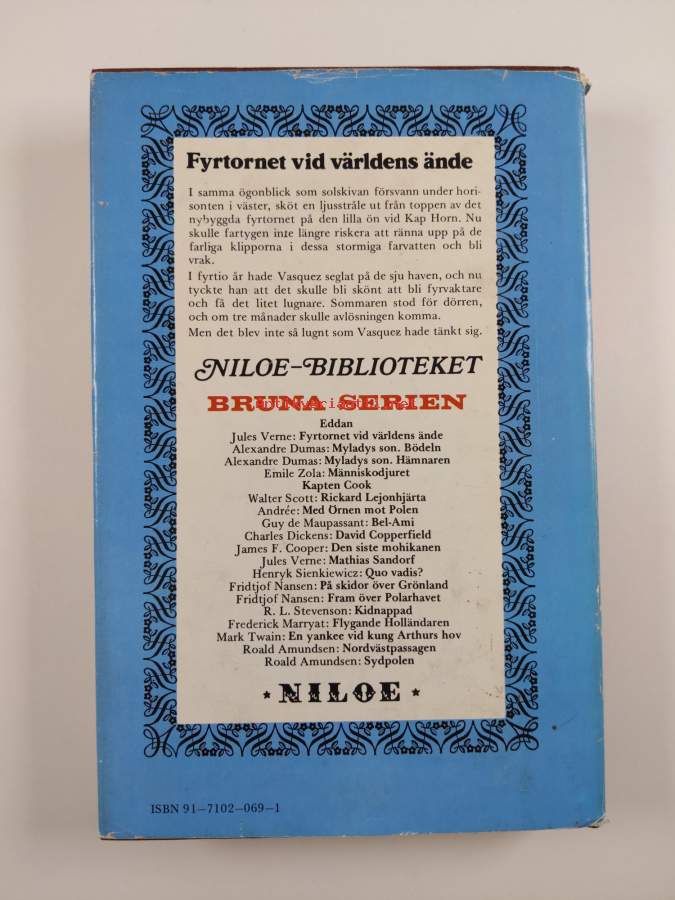 Fyrtornet vid världens ände
I samma ögonblick som solskivan försvann under hori-
sonten i väster, sköt en ljusstråle ut från toppen av det
nybyggda fyrtornet på den lilla ön vid Kap Horn. Nu
skulle fartygen inte längre riskera att ränna upp på de
farliga klipporna i dessa stormiga farvatten och bli
vrak.
I fyrtio år hade Vasquez seglat på de sju haven, och nu
tyckte han att det skulle bli skönt att bli fyrvaktare
och få det litet lugnare. Sommaren stod för dörren,
och om tre månader skulle avlösningen komma.
Men det blev inte så lugnt som Vasquez hade tänkt sig.
NILOE-BIBLIOTEKET
BRUNA SERIEN
Eddan
Jules Verne: Fyrtornet vid världens ände
Alexandre Dumas: Myladys son. Bödeln
Alexandre Dumas: Myladys son. Hämnaren
Emile Zola: Människodjuret
Kapten Cook
Walter Scott: Rickard Lejonhjärta
Andrée: Med Örnen mot Polen
Guy de Maupassant: Bel-Ami
Charles Dickens: David Copperfield
James F. Cooper: Den siste mohikanen
Jules Verne: Mathias Sandorf
Henryk Sienkiewicz: Quo vadis?
Fridtjof Nansen: På skidor över Grönland
Fridtjof Nansen: Fram över Polarhavet
R. L. Stevenson: Kidnappad
Frederick Marryat: Flygande Holländaren
Mark Twain: En yankee vid kung Arthurs hov
Roald Amundsen: Nordvästpassagen
Roald Amundsen: Sydpolen
★ NILOE ★
ISBN 91-7102-069-1